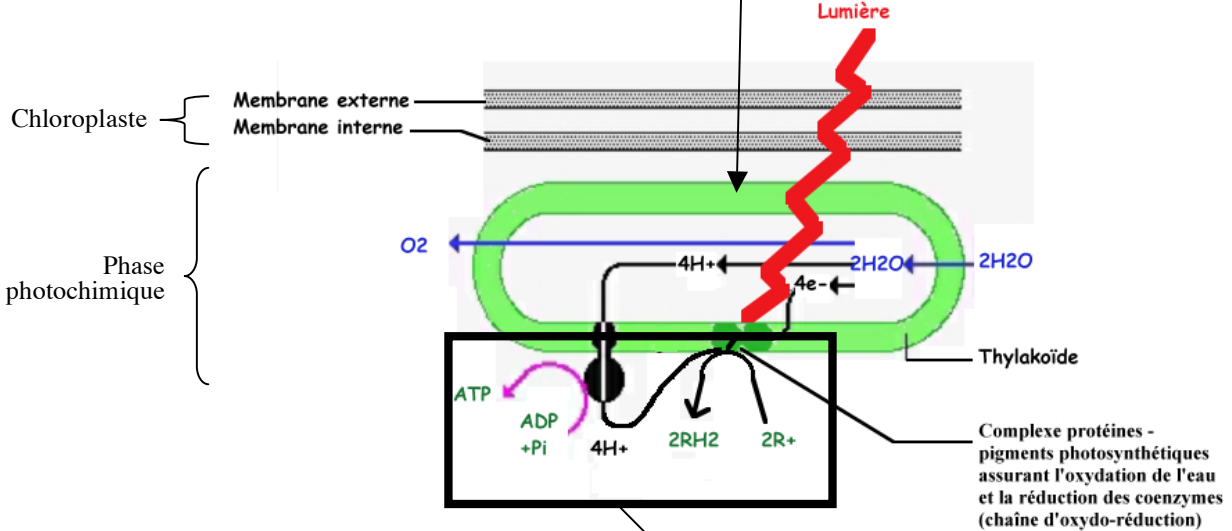 Lumière
Chloroplaste
Membrane externe
Membrane interne
Phase
photochimique
O2
4H+
2H2O
2H2O
4e-
Thylakoïde
ATP
ADP
+Pi
4H+
2RH2
2R+
Complexe protéines -
pigments photosynthétiques
assurant l'oxydation de l'eau
et la réduction des coenzymes
(chaîne d'oxydo-réduction)